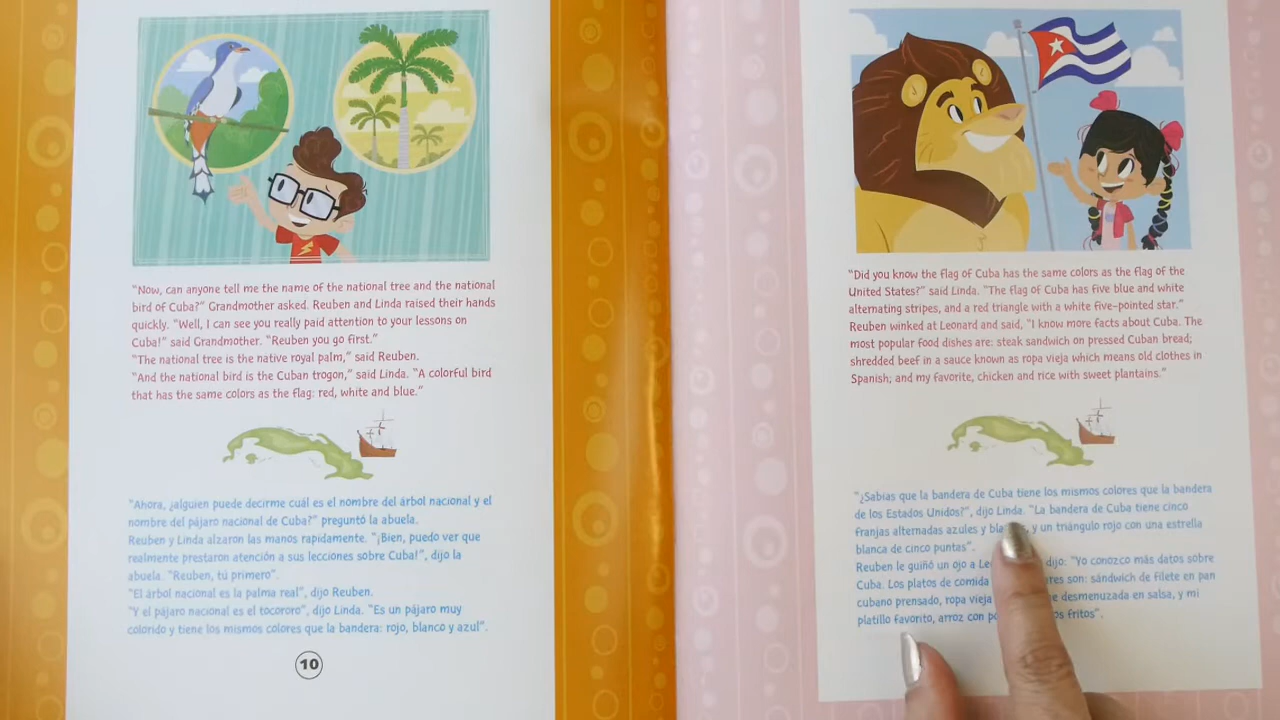 "Now, can anyone tell me the name of the national tree and the national
bird of Cuba?" Grandmother asked. Reuben and Linda raised their hands
quickly. "Well, I can see you really paid attention to your lessons on
Cuba!" said Grandmother. "Reuben you go first."
"The national tree is the native royal palm," said Reuben.
"And the national bird is the Cuban trogon," said Linda. "A colorful bird
that has the same colors as the flag: red, white and blue."
"Ahora, ¿alguien puede decirme cuál es el nombre del árbol nacional y el
nombre del pájaro nacional de Cuba?" preguntó la abuela.
Reuben y Linda alzaron las manos rapidamente. "¡Bien, puedo ver que
realmente prestaron atención a sus lecciones sobre Cuba!", dijo la
abuela. "Reuben, tú primero".
"El árbol nacional es la palma real", dijo Reuben.
"Y el pájaro nacional es el tocororo", dijo Linda. "Es un pájaro muy
colorido y tiene los mismos colores que la bandera: rojo, blanco y azul".
10
"Did you know the flag of Cuba has the same colors as the flag of the
United States?" said Linda. "The flag of Cuba has five blue and white
alternating stripes, and a red triangle with a white five-pointed star."
Reuben winked at Leonard and said, "I know more facts about Cuba. The
most popular food dishes are: steak sandwich on pressed Cuban bread;
shredded beef in a sauce known as ropa vieja which means old clothes in
Spanish; and my favorite, chicken and rice with sweet plantains."
"¿Sabias que la bandera de Cuba tiene los mismos colores que la bandera
de los Estados Unidos?", dijo Linda. "La bandera de Cuba tiene cinco
franjas alternadas azules y y un triángulo rojo con una estrella
blanca de cinco puntas".
Reuben le guiñó un ojo a dijo: "Yo conozco más datos sobre
Cuba. Los platos de comida son: sándwich de filete en pan
cubano prensado, ropa vieja desmenuzada en salsa, y mi
platillo favorito, arroz con fritos".